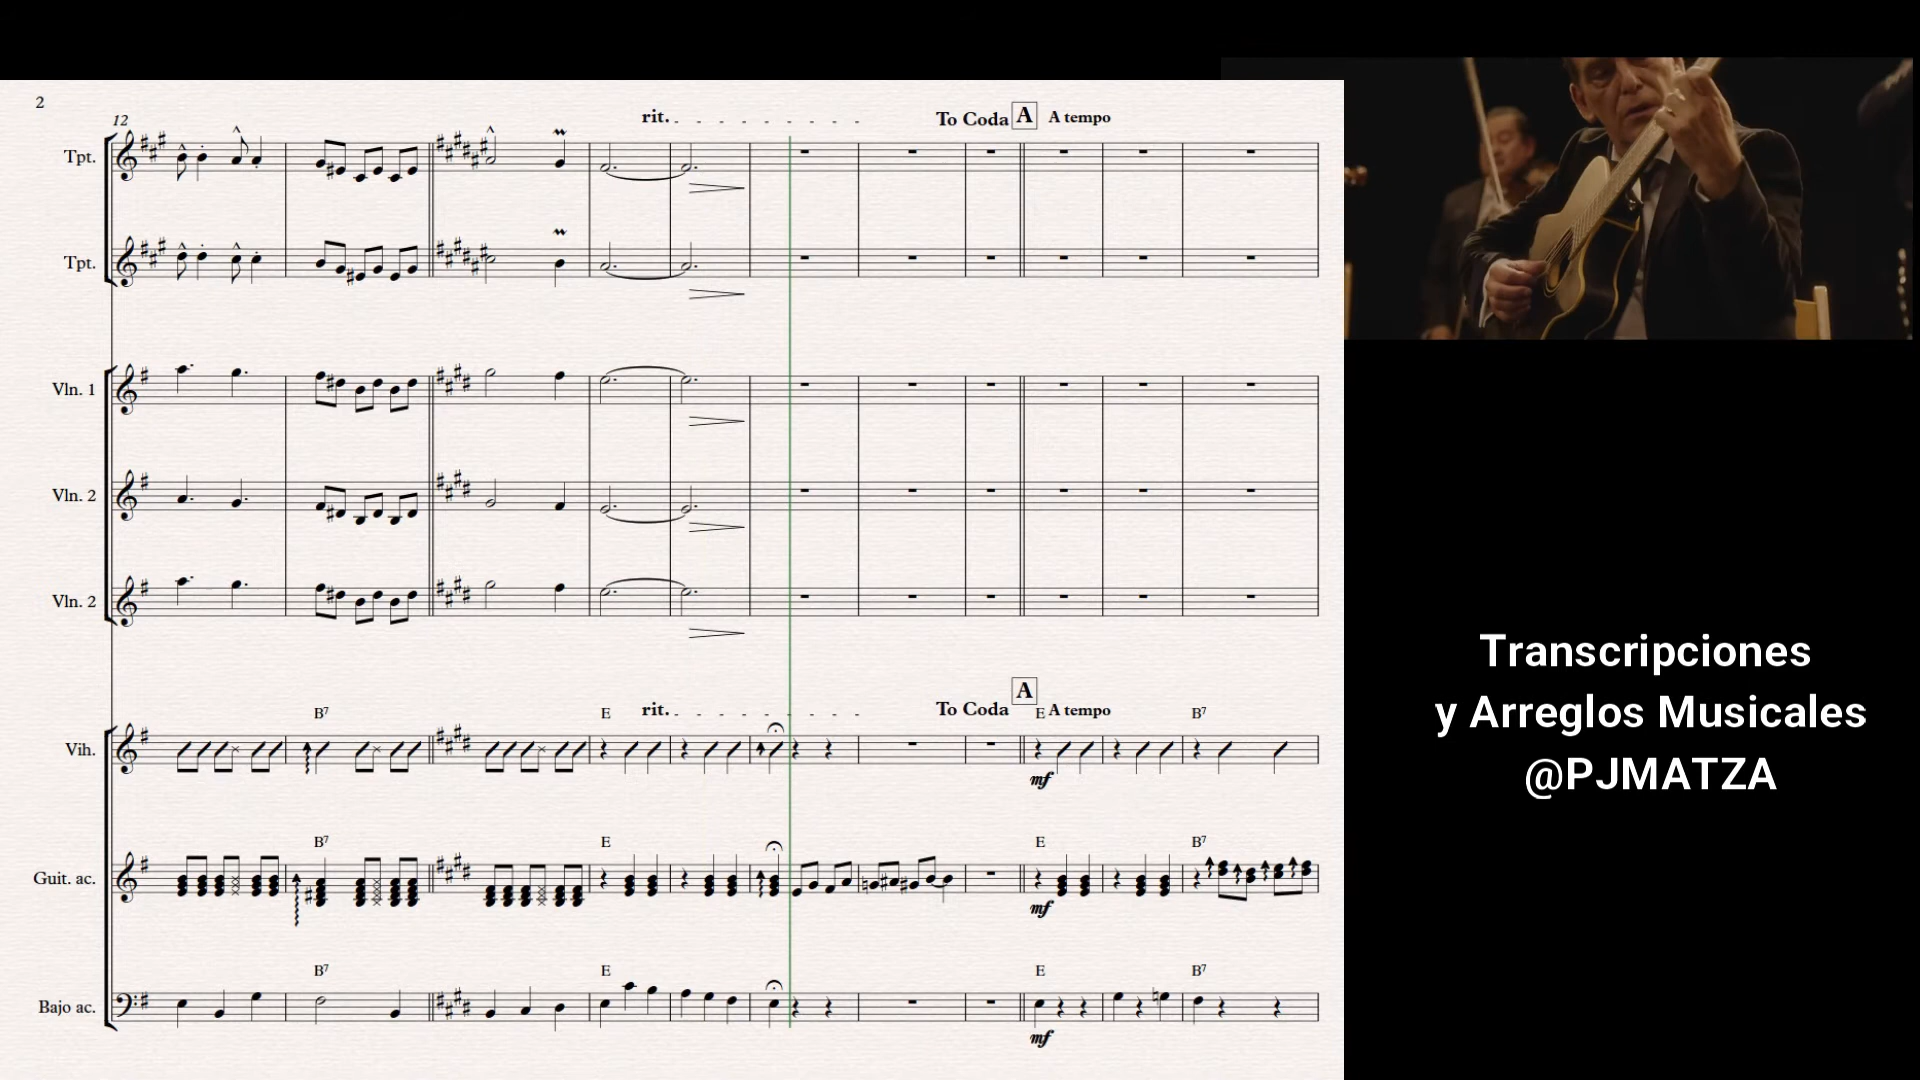 2
12
rit.
To Coda A A tempo
Tpt.
Tpt.
Vln. 1
Vln. 2
Vln. 2
A
B7 E rit. To Coda E A tempo B7
Vih.
mf
B7 E E B7
Guit. ac.
mf
B7 E E B7
Bajo ac.
mf
Transcripciones
y Arreglos Musicales
@PJMATZA